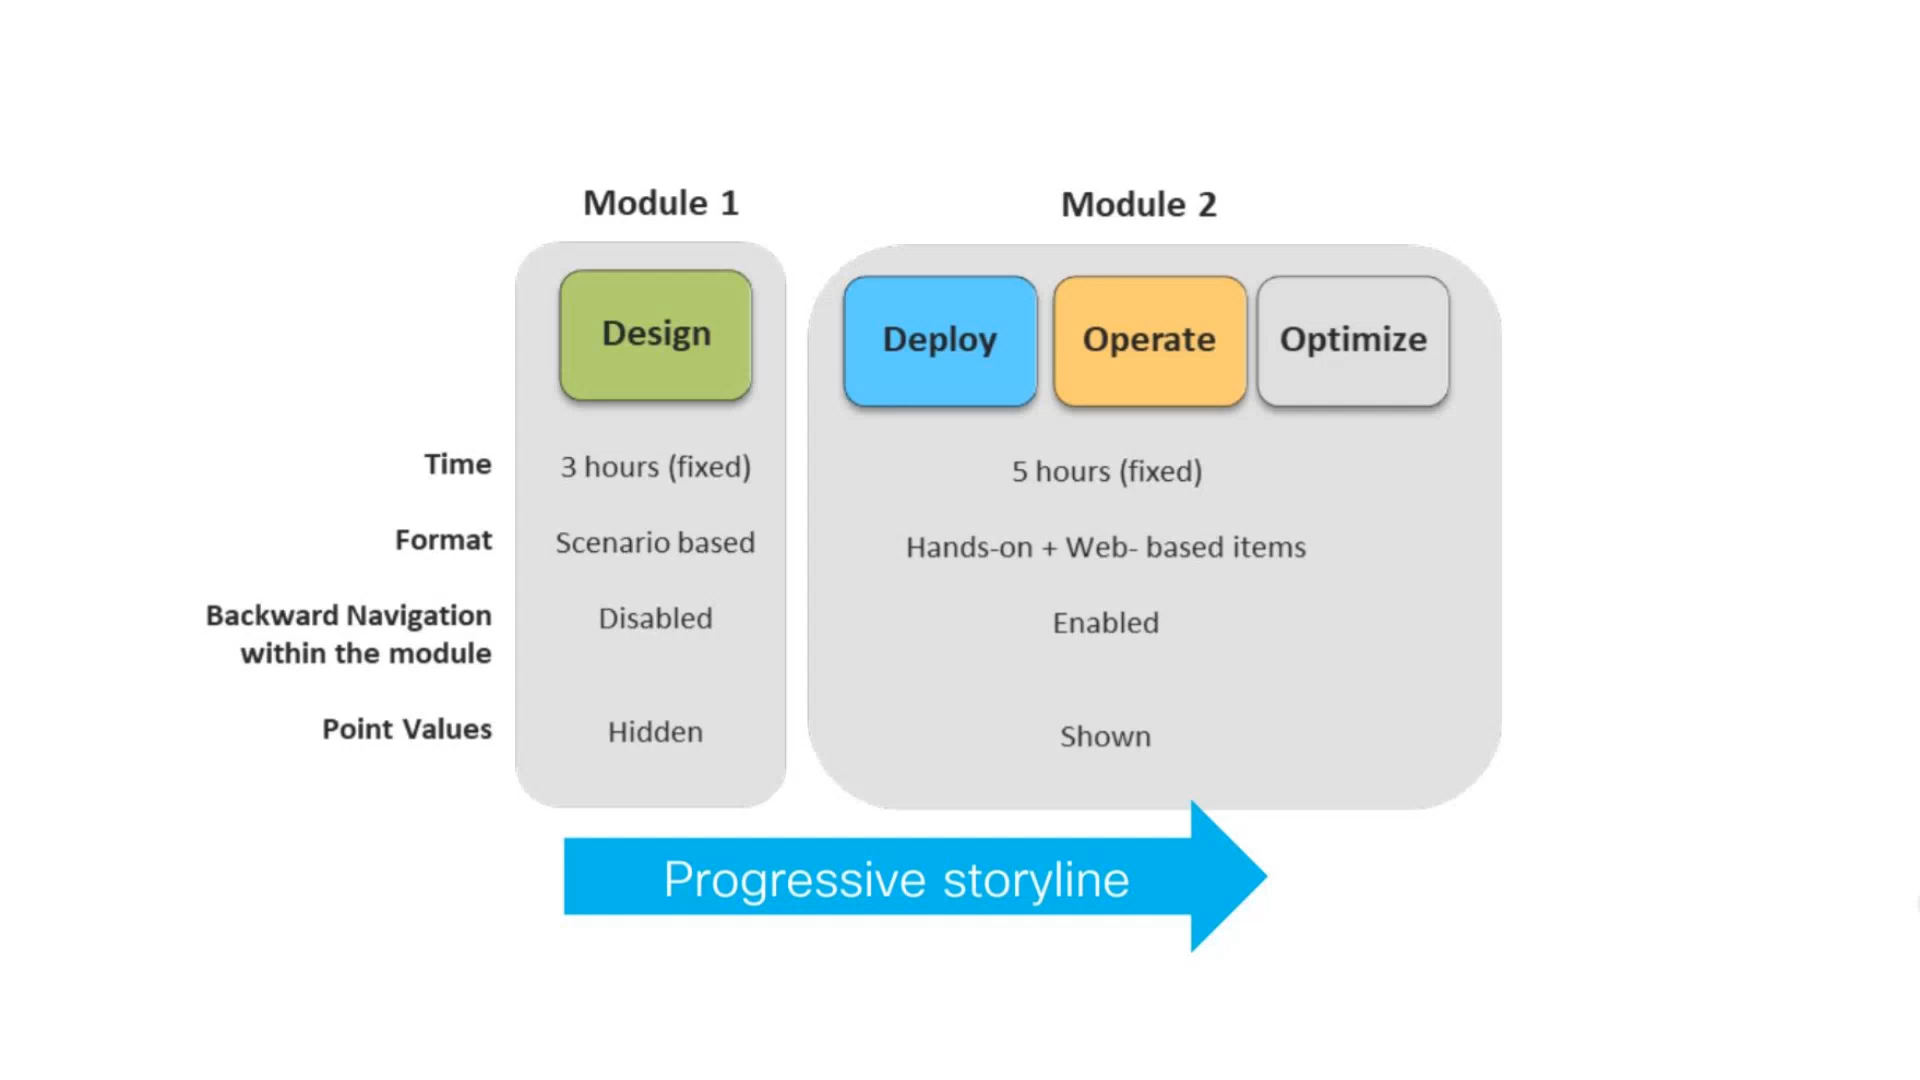 Module 1
Module 2
Design
Deploy
Operate
Optimize
Time
3 hours (fixed)
5 hours (fixed)
Format
Scenario based
Hands-on + Web- based items
Backward Navigation
within the module
Disabled
Enabled
Point Values
Hidden
Shown
Progressive storyline